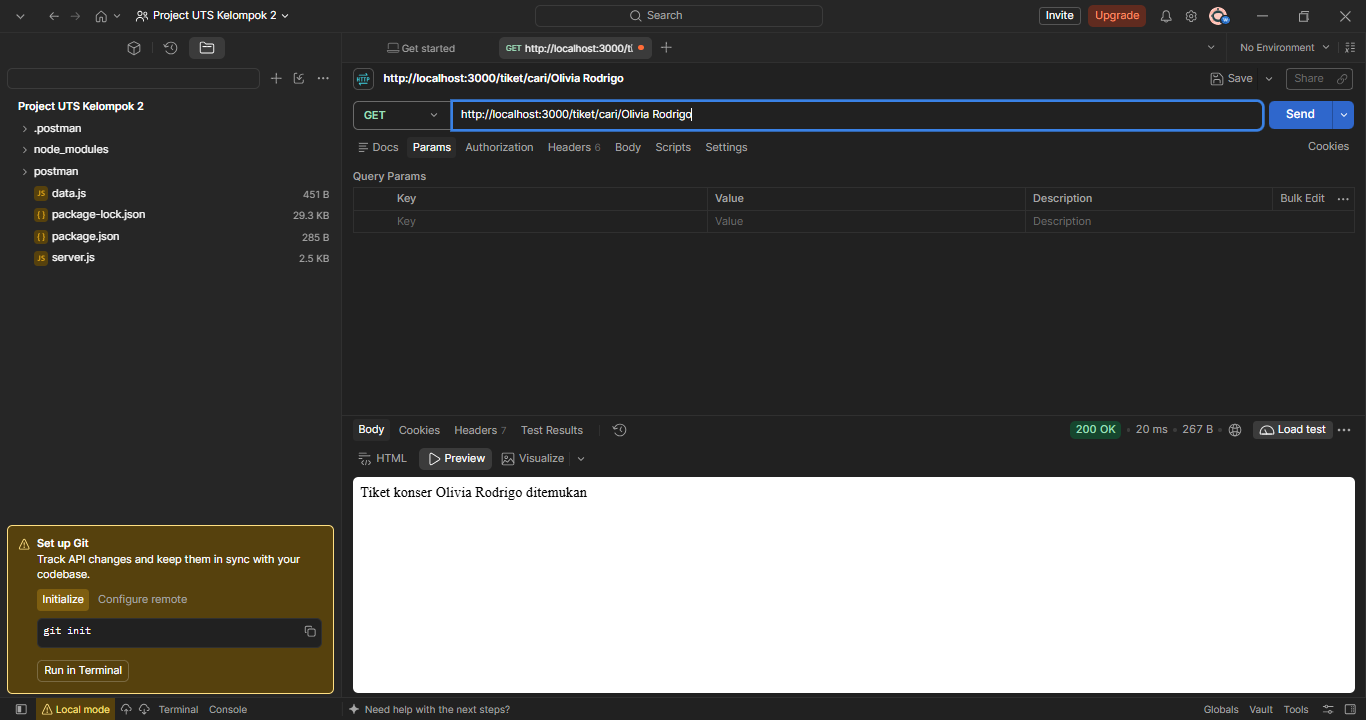 Project UTS Kelompok 2
Search
Invite
Upgrade
Get started
GET http://localhost:3000/ti
No Environment
Project UTS Kelompok 2
.postman
node_modules
postman
JS data.js 451 B
{ } package-lock.json 29.3 KB
{ } package.json 285 B
JS server.js 2.5 KB
Set up Git
Track API changes and keep them in sync with your
codebase.
Initialize Configure remote
git init
Run in Terminal
HTTP http://localhost:3000/tiket/cari/Olivia Rodrigo
Save
Share
GET http://localhost:3000/tiket/cari/Olivia Rodrigo
Send
Docs Params Authorization Headers 6 Body Scripts Settings
Cookies
Query Params
Key Value Description Bulk Edit
Key Value Description
Body Cookies Headers 7 Test Results
200 OK 20 ms 267 B
Load test
HTML Preview Visualize
Tiket konser Olivia Rodrigo ditemukan
Local mode
Terminal Console
Need help with the next steps?
Globals Vault Tools